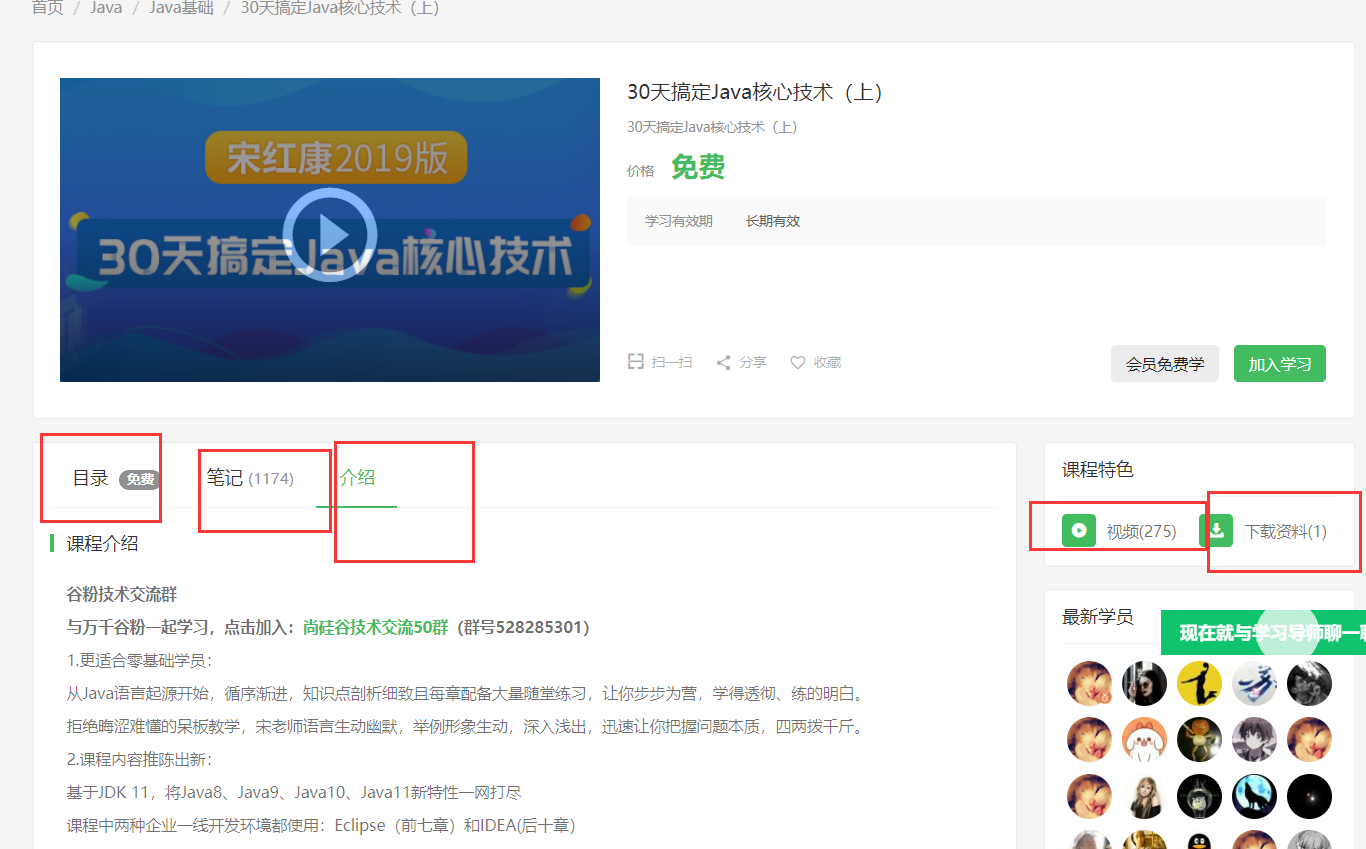 首页 / Java / Java基础 / 30天搞定Java核心技术（上）
宋红康2019版
30天搞定Java核心技术
30天搞定Java核心技术（上）
30天搞定Java核心技术（上）
价格 免费
学习有效期 长期有效
扫一扫 分享 收藏
会员免费学 加入学习
目录 免费 笔记 (1174) 介绍
课程介绍
谷粉技术交流群
与万千谷粉一起学习，点击加入：尚硅谷技术交流50群（群号528285301）
1.更适合零基础学员：
从Java语言起源开始，循序渐进，知识点剖析细致且每章配备大量随堂练习，让你步步为营，学得透彻、练的明白。
拒绝晦涩难懂的呆板教学，宋老师语言生动幽默，举例形象生动，深入浅出，迅速让你把握问题本质，四两拨千斤。
2.课程内容推陈出新：
基于JDK 11，将Java8、Java9、Java10、Java11新特性一网打尽
课程中两种企业一线开发环境都使用：Eclipse（前七章）和IDEA(后十章)
课程特色
视频(275) 下载资料(1)
最新学员
现在就与学习导师聊一